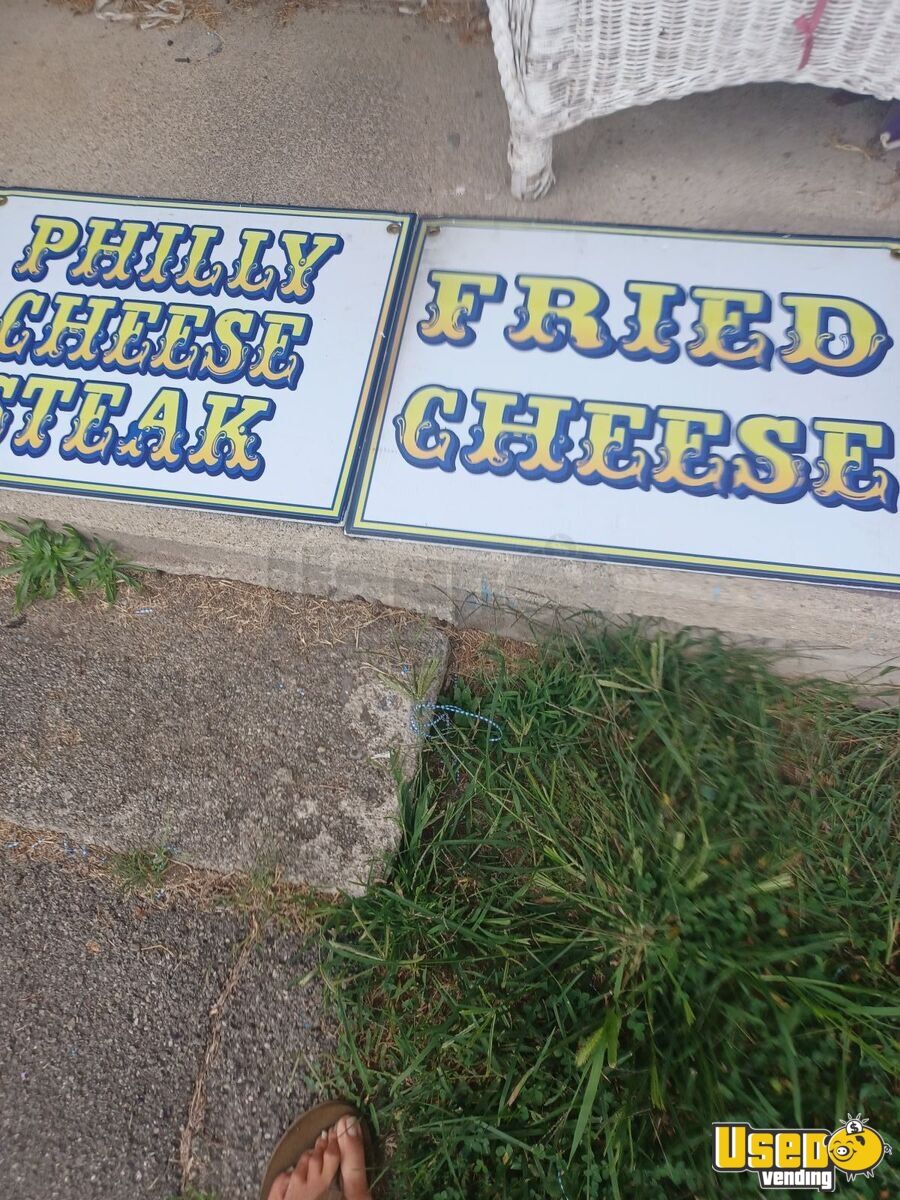 PHILLY
CHEESE
STEAK
FRIED
CHEESE
USED
vending